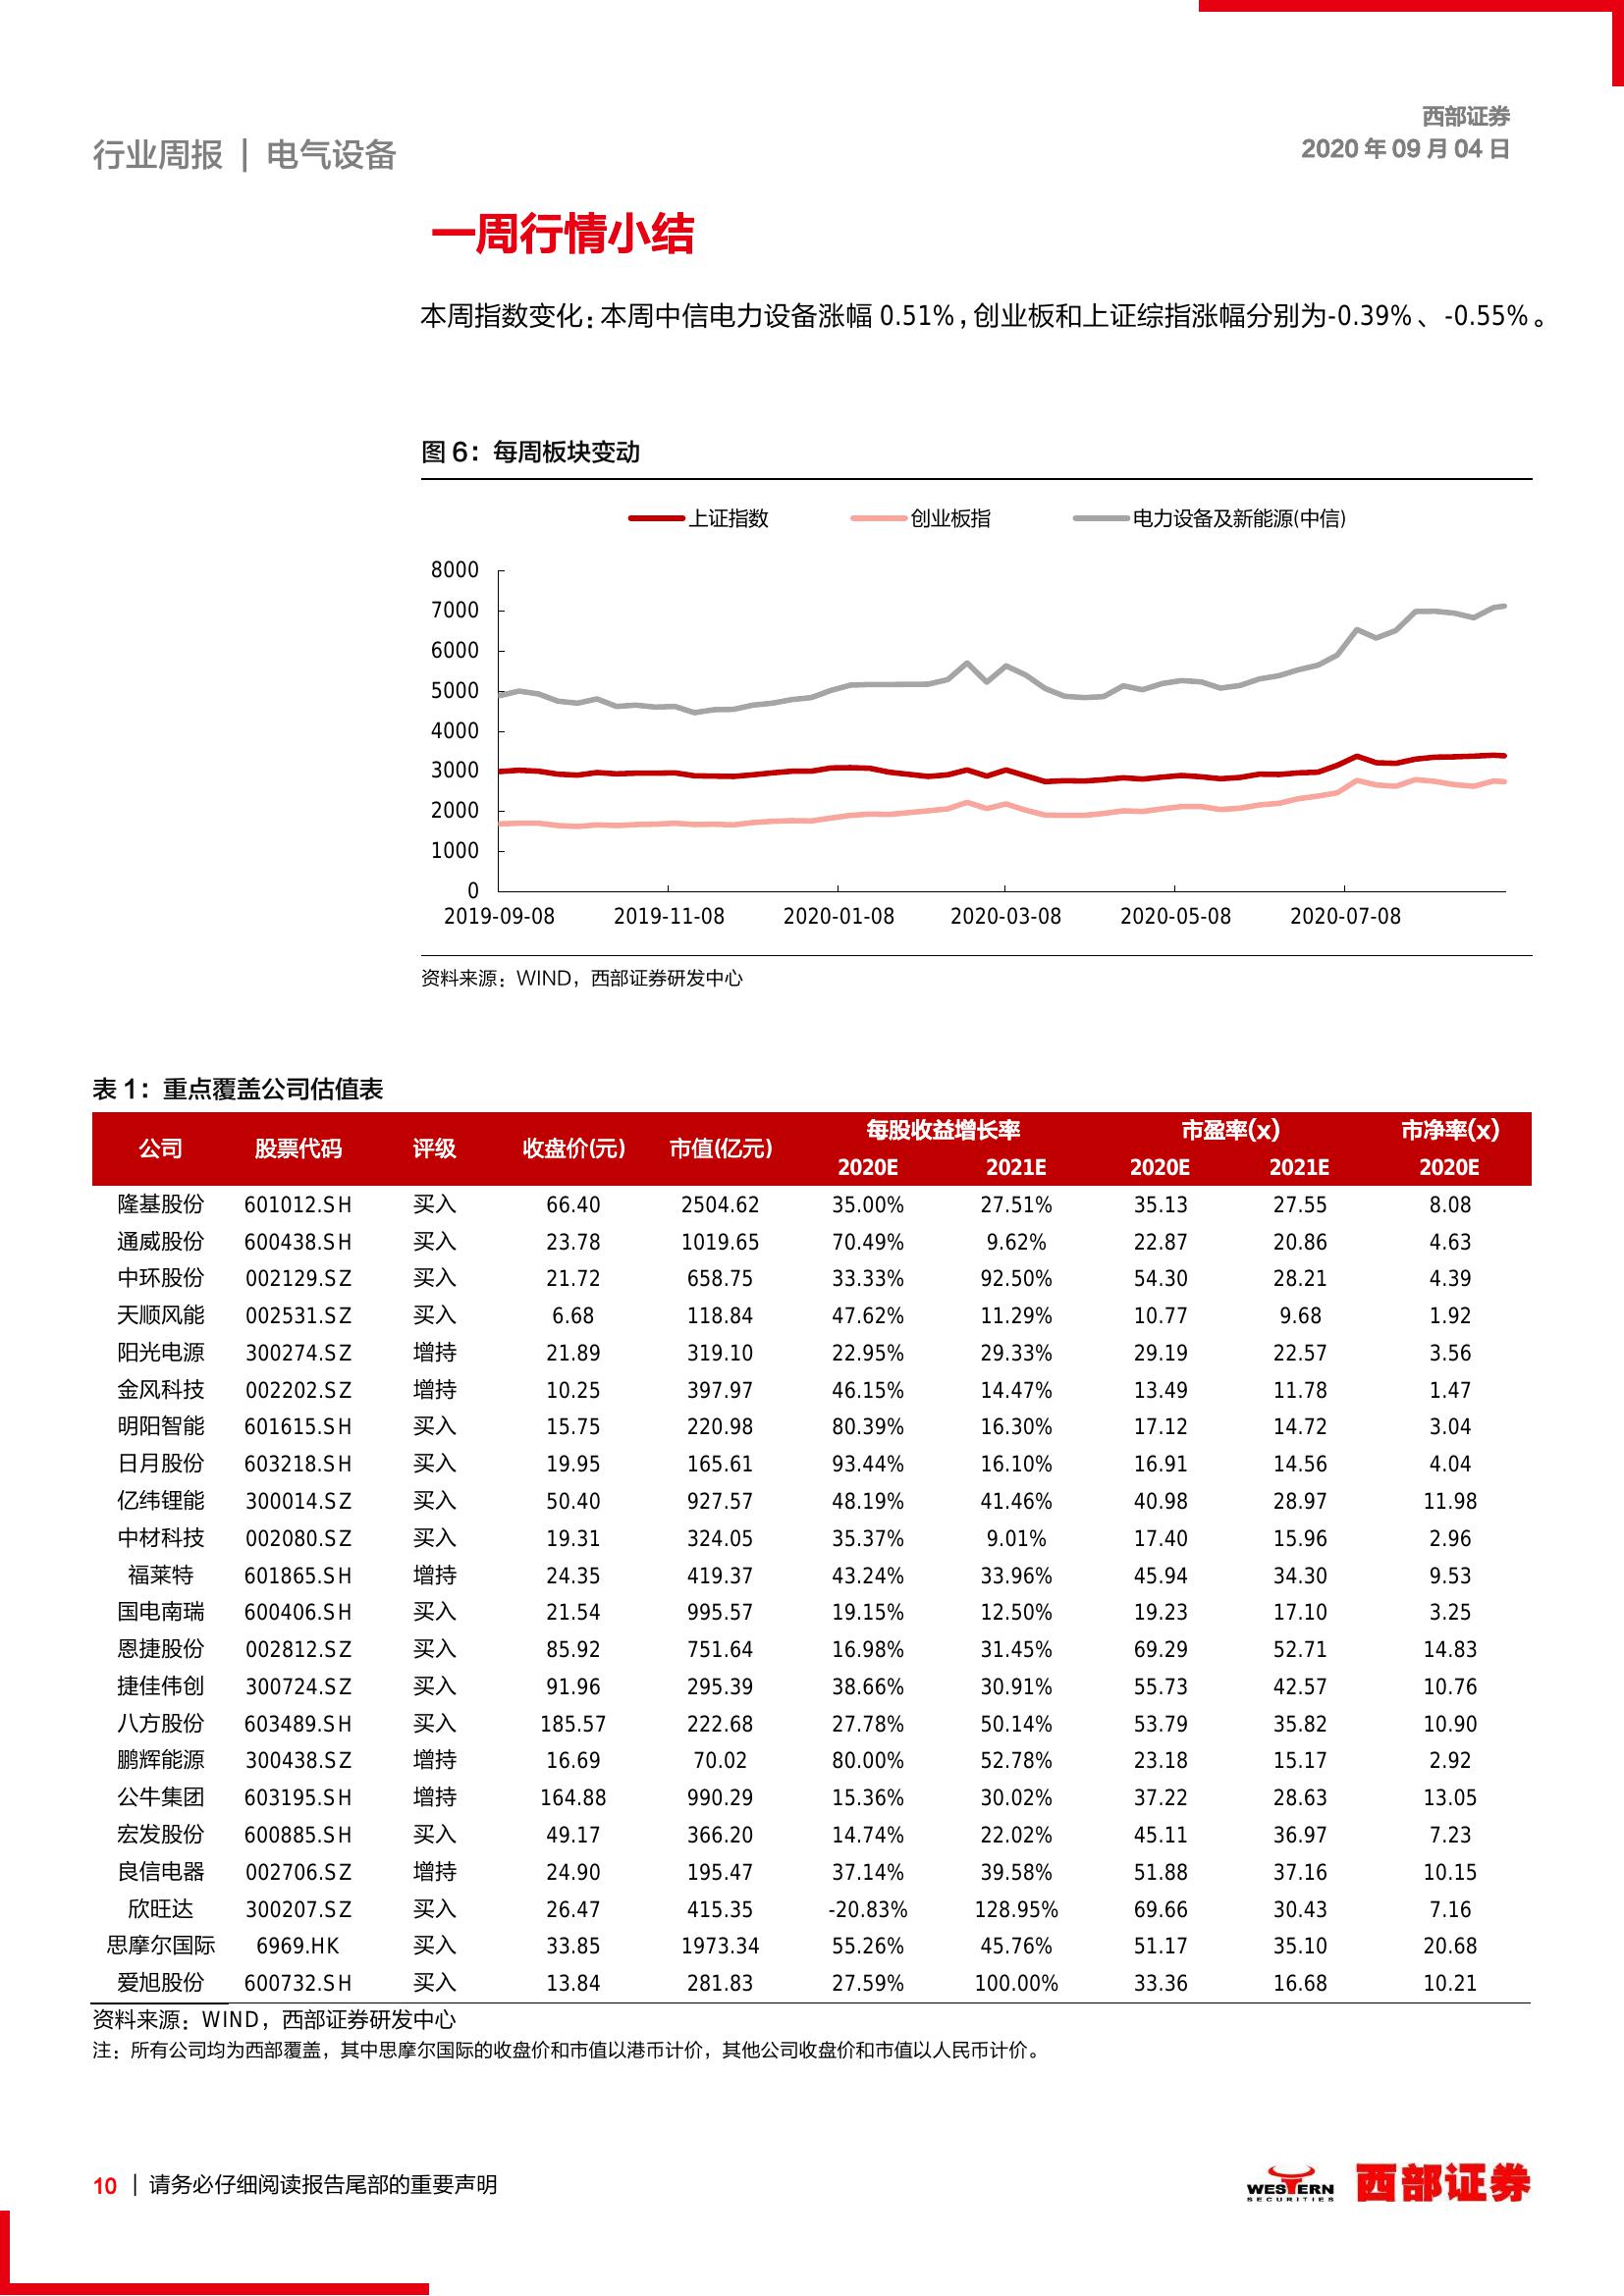 西部证券
行业周报 | 电气设备
2020 年 09 月 04 日
一周行情小结
本周指数变化：本周中信电力设备涨幅 0.51%，创业板和上证综指涨幅分别为-0.39%、-0.55%。
图 6：每周板块变动
上证指数 创业板指 电力设备及新能源(中信)
8000
7000
6000
5000
4000
3000
2000
1000
0
2019-09-08 2019-11-08 2020-01-08 2020-03-08 2020-05-08 2020-07-08
资料来源：WIND，西部证券研发中心
表 1：重点覆盖公司估值表
公司 股票代码 评级 收盘价(元) 市值(亿元) 每股收益增长率 市盈率(x) 市净率(x)
2020E 2021E 2020E 2021E 2020E
隆基股份 601012.SH 买入 66.40 2504.62 35.00% 27.51% 35.13 27.55 8.08
通威股份 600438.SH 买入 23.78 1019.65 70.49% 9.62% 22.87 20.86 4.63
中环股份 002129.SZ 买入 21.72 658.75 33.33% 92.50% 54.30 28.21 4.39
天顺风能 002531.SZ 买入 6.68 118.84 47.62% 11.29% 10.77 9.68 1.92
阳光电源 300274.SZ 增持 21.89 319.10 22.95% 29.33% 29.19 22.57 3.56
金风科技 002202.SZ 增持 10.25 397.97 46.15% 14.47% 13.49 11.78 1.47
明阳智能 601615.SH 买入 15.75 220.98 80.39% 16.30% 17.12 14.72 3.04
日月股份 603218.SH 买入 19.95 165.61 93.44% 16.10% 16.91 14.56 4.04
亿纬锂能 300014.SZ 买入 50.40 927.57 48.19% 41.46% 40.98 28.97 11.98
中材科技 002080.SZ 买入 19.31 324.05 35.37% 9.01% 17.40 15.96 2.96
福莱特 601865.SH 增持 24.35 419.37 43.24% 33.96% 45.94 34.30 9.53
国电南瑞 600406.SH 买入 21.54 995.57 19.15% 12.50% 19.23 17.10 3.25
恩捷股份 002812.SZ 买入 85.92 751.64 16.98% 31.45% 69.29 52.71 14.83
捷佳伟创 300724.SZ 买入 91.96 295.39 38.66% 30.91% 55.73 42.57 10.76
八方股份 603489.SH 买入 185.57 222.68 27.78% 50.14% 53.79 35.82 10.90
鹏辉能源 300438.SZ 增持 16.69 70.02 80.00% 52.78% 23.18 15.17 2.92
公牛集团 603195.SH 增持 164.88 990.29 15.36% 30.02% 37.22 28.63 13.05
宏发股份 600885.SH 买入 49.17 366.20 14.74% 22.02% 45.11 36.97 7.23
良信电器 002706.SZ 增持 24.90 195.47 37.14% 39.58% 51.88 37.16 10.15
欣旺达 300207.SZ 买入 26.47 415.35 -20.83% 128.95% 69.66 30.43 7.16
思摩尔国际 6969.HK 买入 33.85 1973.34 55.26% 45.76% 51.17 35.10 20.68
爱旭股份 600732.SH 买入 13.84 281.83 27.59% 100.00% 33.36 16.68 10.21
资料来源：WIND，西部证券研发中心
注：所有公司均为西部覆盖，其中思摩尔国际的收盘价和市值以港币计价，其他公司收盘价和市值以人民币计价。
10 | 请务必仔细阅读报告尾部的重要声明
WESTERN
SECURITIES
西部证券